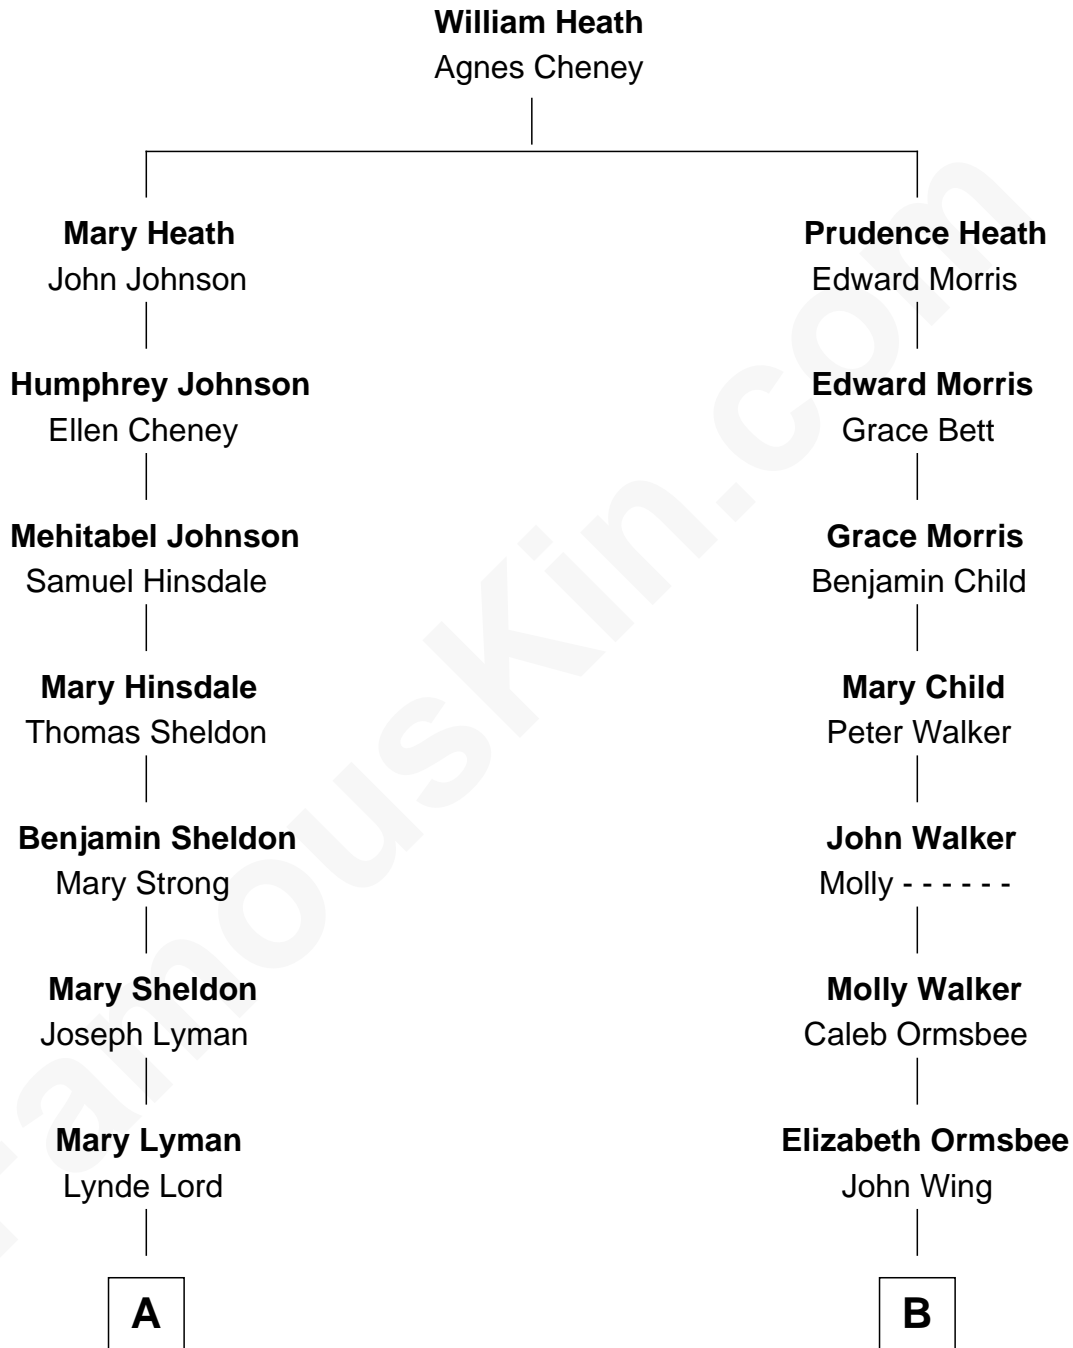 William Heath
Agnes Cheney
Mary Heath
John Johnson
Prudence Heath
Edward Morris
Humphrey Johnson
Ellen Cheney
Edward Morris
Grace Bett
Mehitabel Johnson
Samuel Hinsdale
Grace Morris
Benjamin Child
Mary Hinsdale
Thomas Sheldon
Mary Child
Peter Walker
Benjamin Sheldon
Mary Strong
John Walker
Molly - - - - - -
Mary Sheldon
Joseph Lyman
Molly Walker
Caleb Ormsbee
Mary Lyman
Lynde Lord
Elizabeth Ormsbee
John Wing
A
B
FamousKin.com